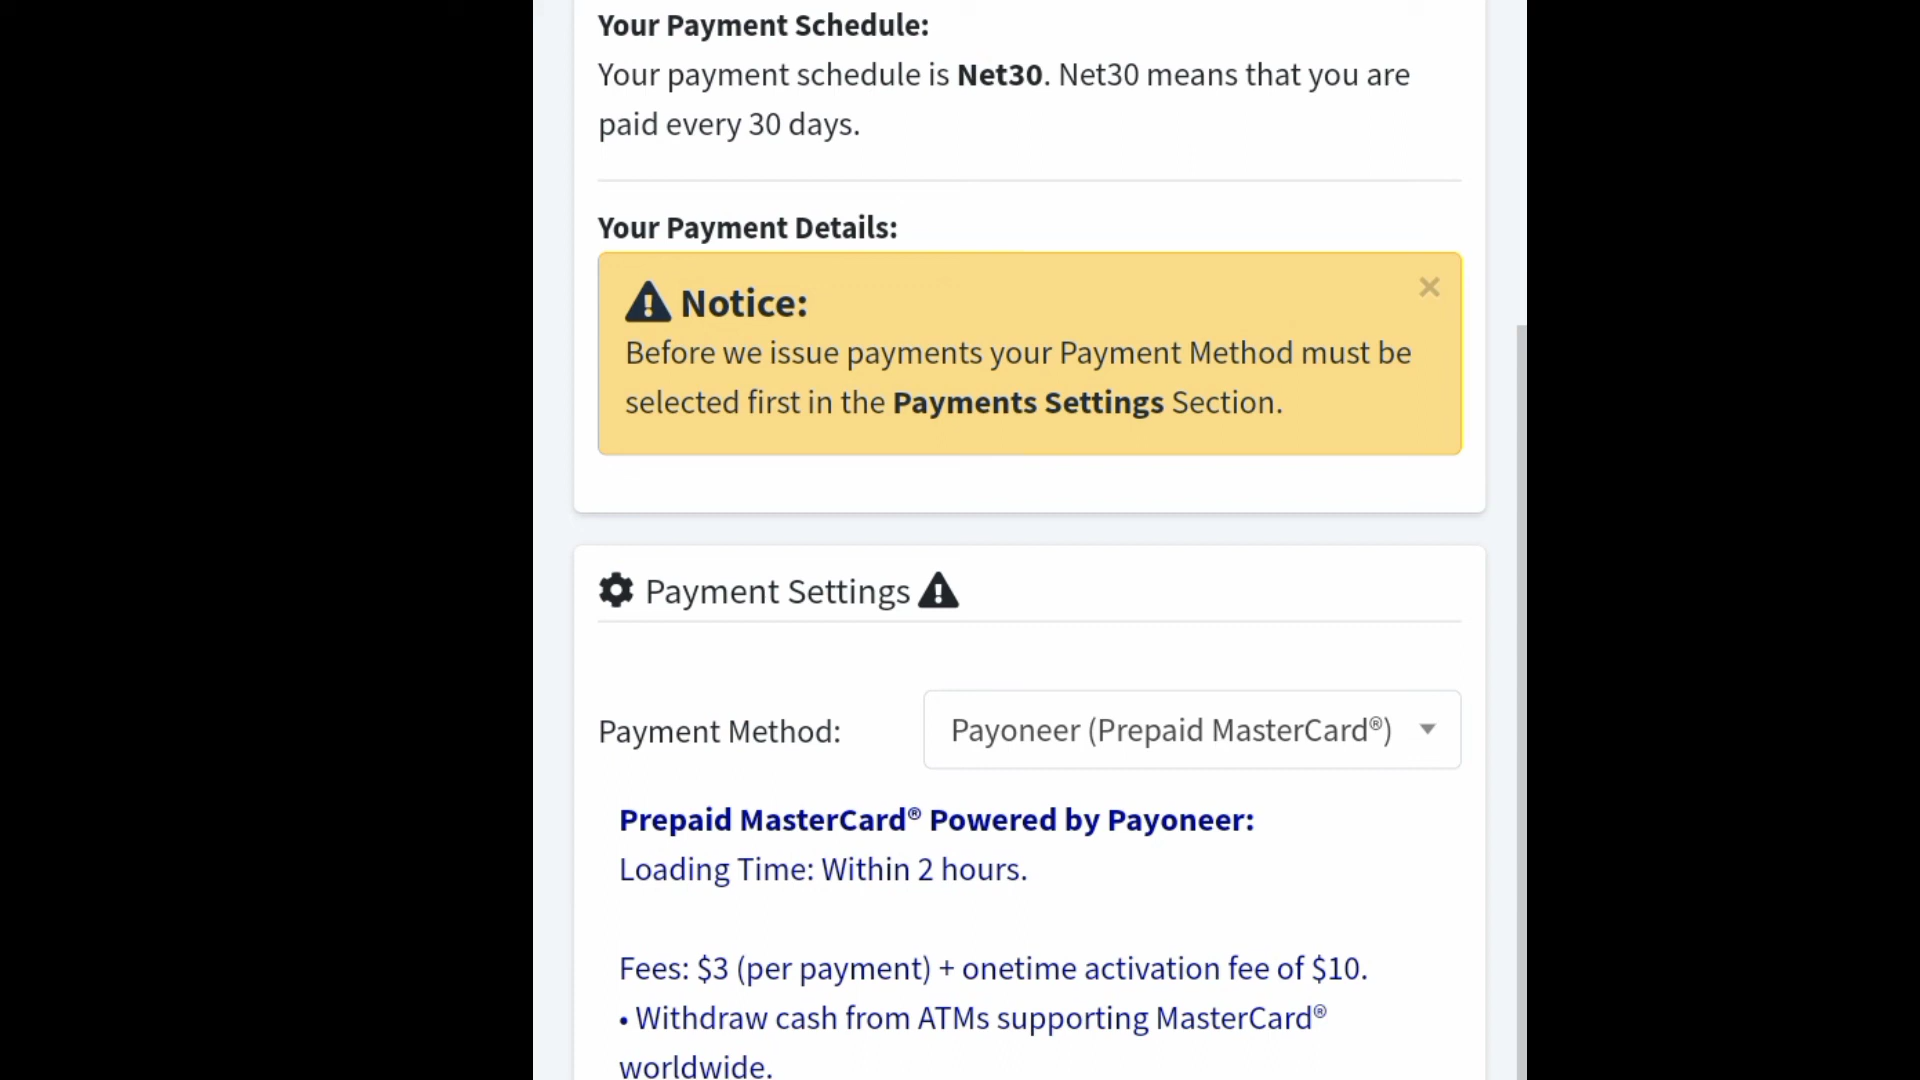 Your Payment Schedule:
Your payment schedule is Net30. Net30 means that you are
paid every 30 days.
Your Payment Details:
Notice:
×
Before we issue payments your Payment Method must be
selected first in the Payments Settings Section.
Payment Settings
Payment Method:
Payoneer (Prepaid MasterCard®)
Prepaid MasterCard® Powered by Payoneer:
Loading Time: Within 2 hours.
Fees: $3 (per payment) + onetime activation fee of $10.
• Withdraw cash from ATMs supporting MasterCard®
worldwide.